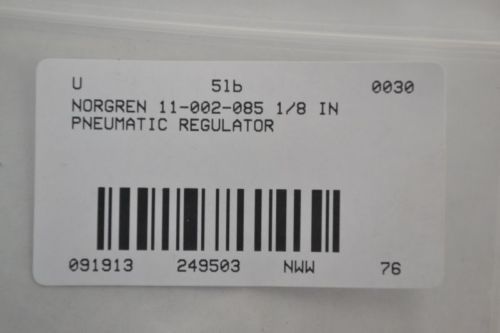 U 51b 0030
NORGREN 11-002-085 1/8 IN
PNEUMATIC REGULATOR
091913 249503 NWW 76